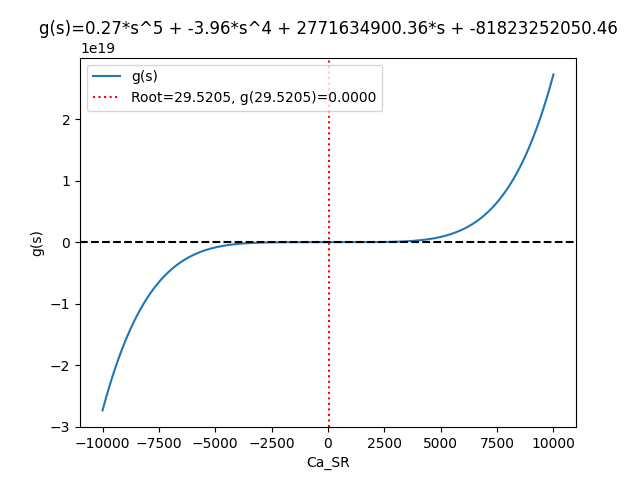 g(s)=0.27*s^5 + -3.96*s^4 + 2771634900.36*s + -81823252050.46
1e19
g(s)
Root=29.5205, g(29.5205)=0.0000
2
1
0
−1
−2
−3
g(s)
−10000 −7500 −5000 −2500 0 2500 5000 7500 10000
Ca_SR